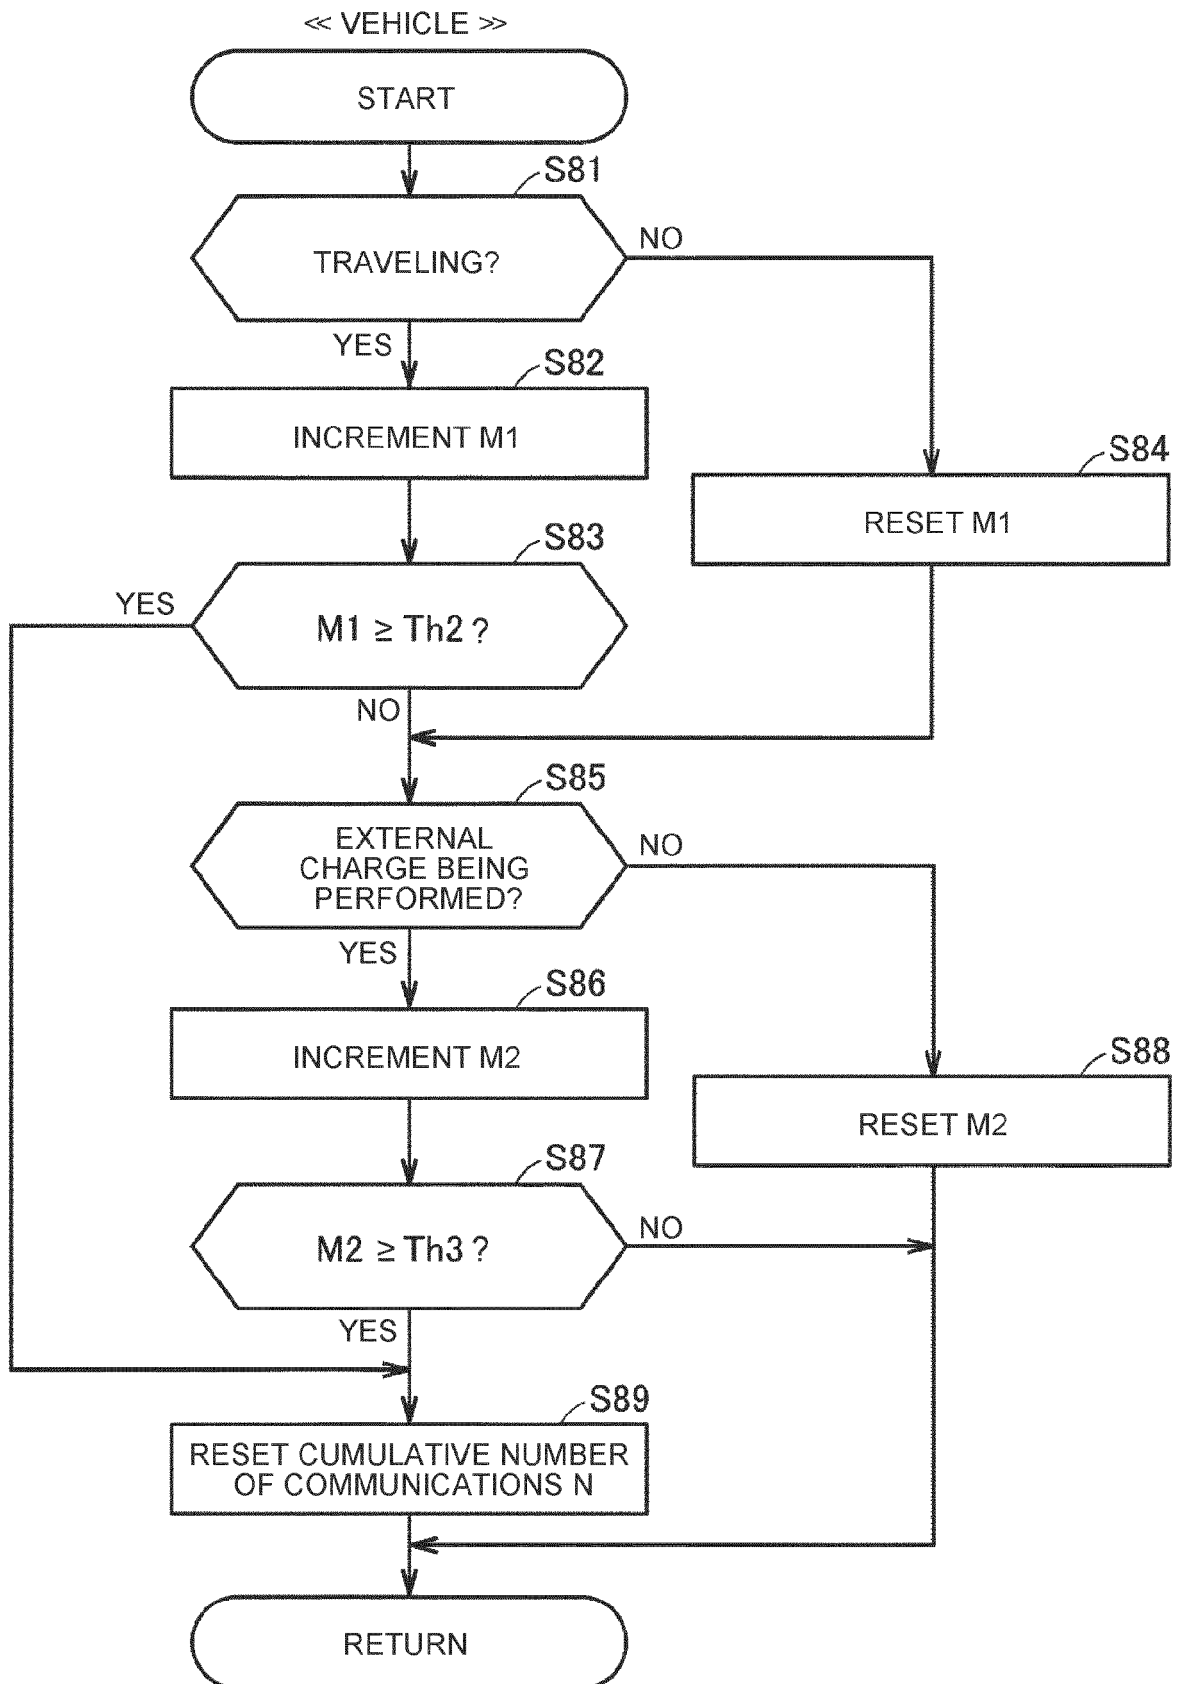 ≪ VEHICLE ≫
START
S81
TRAVELING?
NO
YES
S82
INCREMENT M1
S84
RESET M1
S83
YES
M1 ≥ Th2 ?
NO
S85
EXTERNAL
CHARGE BEING
PERFORMED?
NO
YES
S86
INCREMENT M2
S88
RESET M2
S87
M2 ≥ Th3 ?
NO
YES
S89
RESET CUMULATIVE NUMBER
OF COMMUNICATIONS N
RETURN